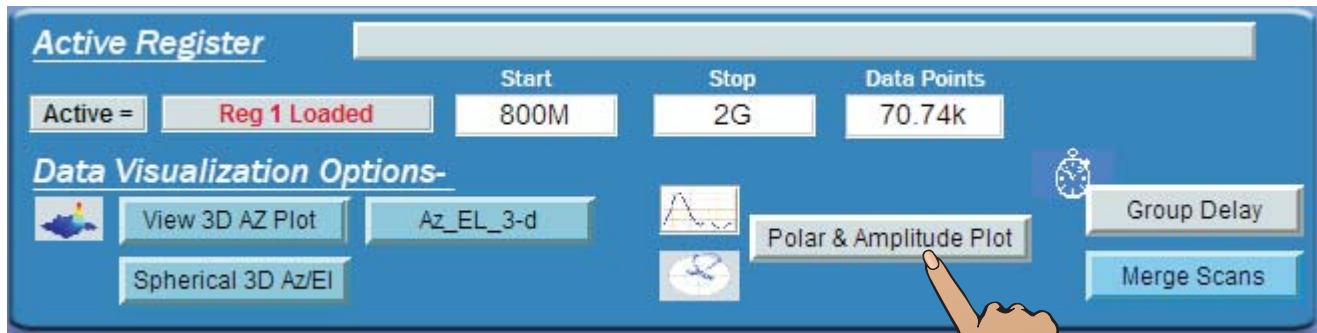 Active Register
Start Stop Data Points
Active = Reg 1 Loaded 800M 2G 70.74k
Data Visualization Options-
View 3D AZ Plot Az_EL_3-d Polar & Amplitude Plot Group Delay
Spherical 3D Az/El Merge Scans